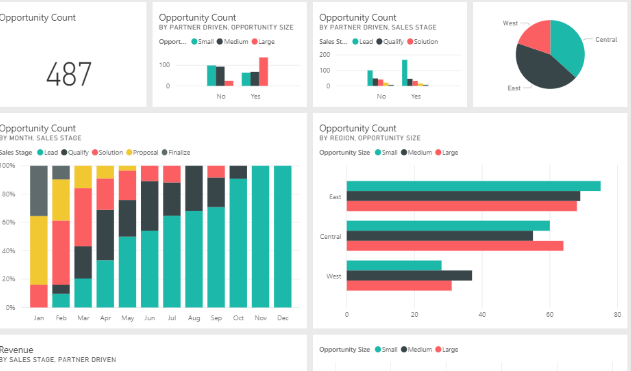 Opportunity Count
487
Opportunity Count
BY PARTNER DRIVEN, OPPORTUNITY SIZE
Opport... Small Medium Large
100
0
No Yes
Opportunity Count
BY PARTNER DRIVEN, SALES STAGE
Sales St... Lead Qualify Solution
200
100
0
No Yes
West
Central
East
Opportunity Count
BY MONTH, SALES STAGE
Sales Stage Lead Qualify Solution Proposal Finalize
100%
80%
60%
40%
20%
0%
Jan Feb Mar Apr May Jun Jul Aug Sep Oct Nov Dec
Opportunity Count
BY REGION, OPPORTUNITY SIZE
Opportunity Size Small Medium Large
East
Central
West
0 20 40 60 80
Revenue
BY SALES STAGE, PARTNER DRIVEN
Opportunity Size Small Medium Large